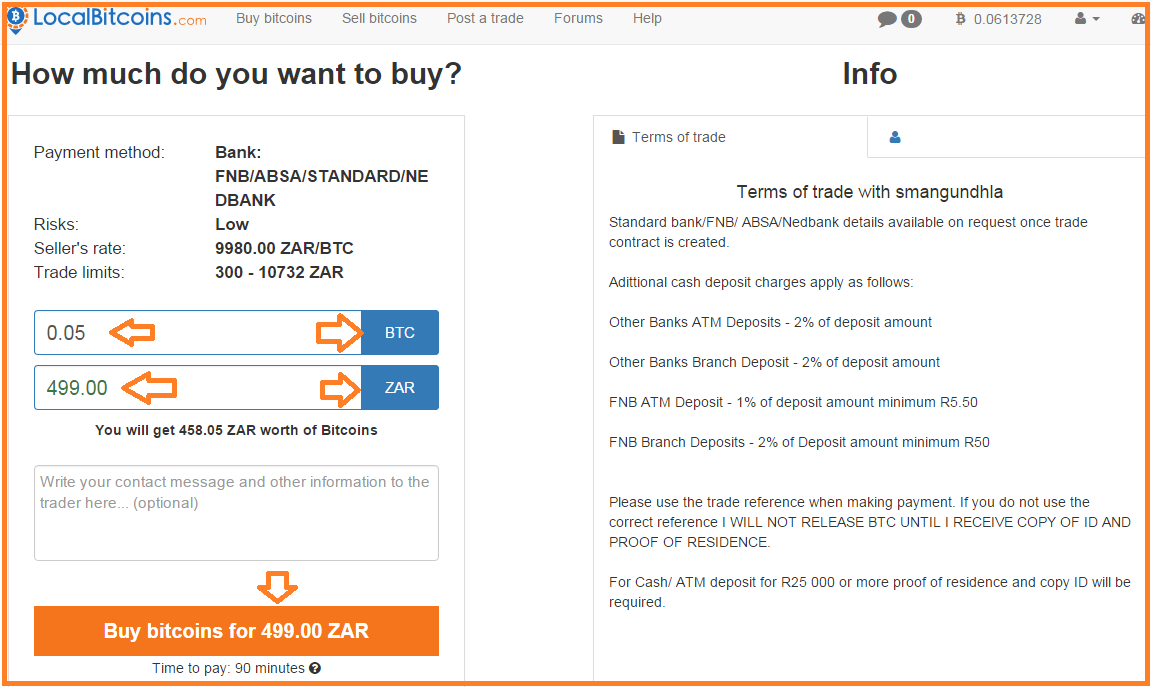 LocalBitcoins.com Buy bitcoins Sell bitcoins Post a trade Forums Help 0 0.0613728
How much do you want to buy?
Payment method: Bank:
FNB/ABSA/STANDARD/NE
DBANK
Risks: Low
Seller's rate: 9980.00 ZAR/BTC
Trade limits: 300 - 10732 ZAR
0.05 BTC
499.00 ZAR
You will get 458.05 ZAR worth of Bitcoins
Write your contact message and other information to the
trader here... (optional)
Buy bitcoins for 499.00 ZAR
Time to pay: 90 minutes ?
Info
Terms of trade
Terms of trade with smangundhla
Standard bank/FNB/ ABSA/Nedbank details available on request once trade
contract is created.
Adittional cash deposit charges apply as follows:
Other Banks ATM Deposits - 2% of deposit amount
Other Banks Branch Deposit - 2% of deposit amount
FNB ATM Deposit - 1% of deposit amount minimum R5.50
FNB Branch Deposits - 2% of Deposit amount minimum R50
Please use the trade reference when making payment. If you do not use the
correct reference I WILL NOT RELEASE BTC UNTIL I RECEIVE COPY OF ID AND
PROOF OF RESIDENCE.
For Cash/ ATM deposit for R25 000 or more proof of residence and copy ID will be
required.